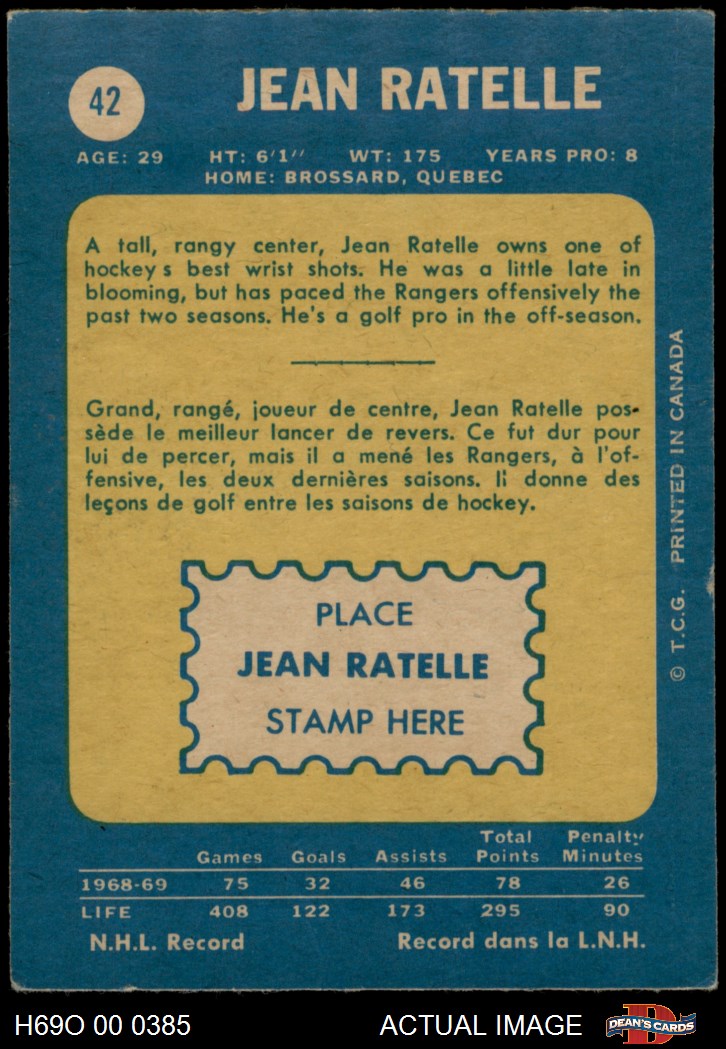 42
JEAN RATELLE
AGE: 29 HT: 6'1'' WT: 175 YEARS PRO: 8
HOME: BROSSARD, QUEBEC
A tall, rangy center, Jean Ratelle owns one of
hockey s best wrist shots. He was a little late in
blooming, but has paced the Rangers offensively the
past two seasons. He's a golf pro in the off-season.
Grand, rangé, joueur de centre, Jean Ratelle pos-
sède le meilleur lancer de revers. Ce fut dur pour
lui de percer, mais il a mené les Rangers, à l'of-
fensive, les deux dernières saisons. Il donne des
leçons de golf entre les saisons de hockey.
PLACE
JEAN RATELLE
STAMP HERE
© T.C.G. PRINTED IN CANADA
Games Goals Assists Total Points Penalty Minutes
1968-69 75 32 46 78 26
LIFE 408 122 173 295 90
N.H.L. Record Record dans la L.N.H.
H69O 00 0385 ACTUAL IMAGE DEAN'S CARDS